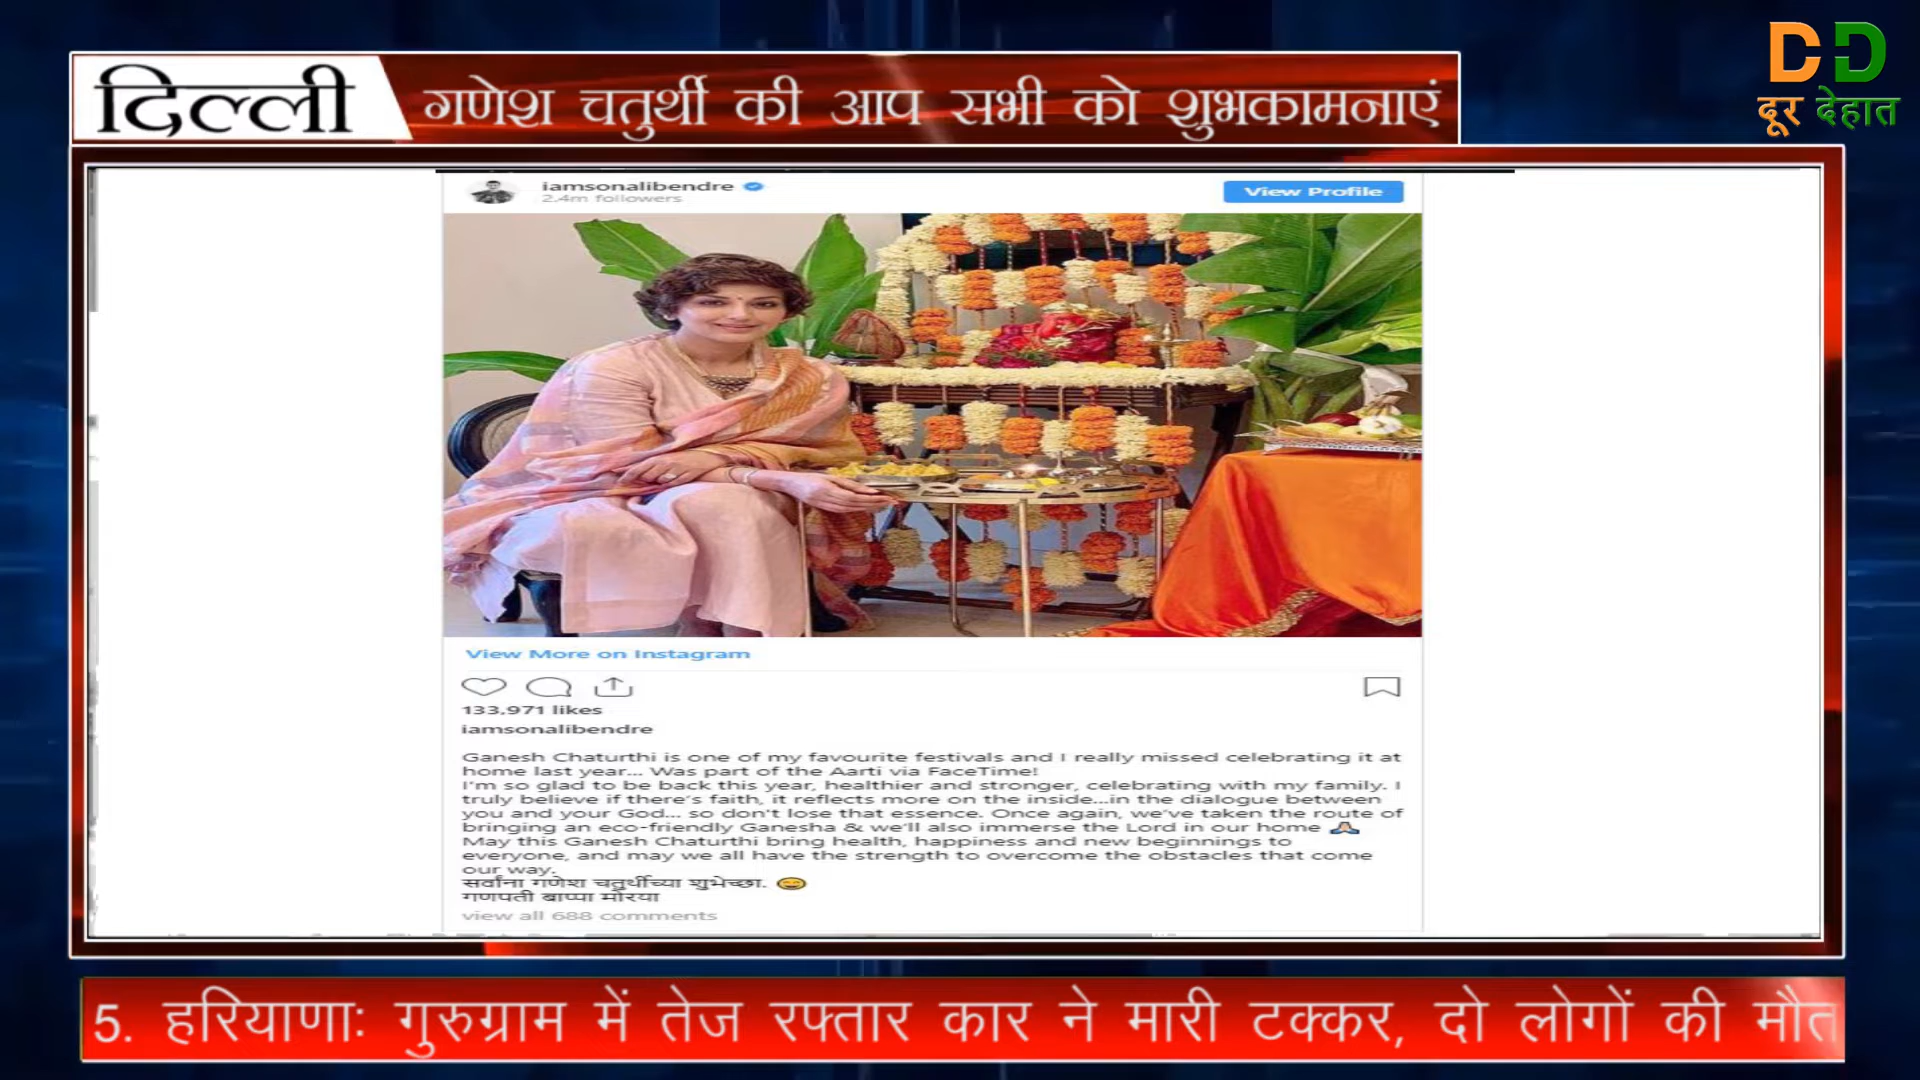 DD
दूर देहात
दिल्ली
गणेश चतुर्थी की आप सभी को शुभकामनाएं
iamsonalibendre
2.4m followers
View Profile
View More on Instagram
133,971 likes
iamsonalibendre
Ganesh Chaturthi is one of my favourite festivals and I really missed celebrating it at
home last year... Was part of the Aarti via FaceTime!
I'm so glad to be back this year, healthier and stronger, celebrating with my family. I
truly believe if there's faith, it reflects more on the inside...in the dialogue between
you and your God... so don't lose that essence. Once again, we've taken the route of
bringing an eco-friendly Ganesha & we'll also immerse the Lord in our home 🙏
May this Ganesh Chaturthi bring health, happiness and new beginnings to
everyone, and may we all have the strength to overcome the obstacles that come
our way.
सर्वांना गणेश चतुर्थीच्या शुभेच्छा. 😄
गणपती बाप्पा मोरया
view all 688 comments
5. हरियाणाः गुरुग्राम में तेज रफ्तार कार ने मारी टक्कर, दो लोगों की मौत